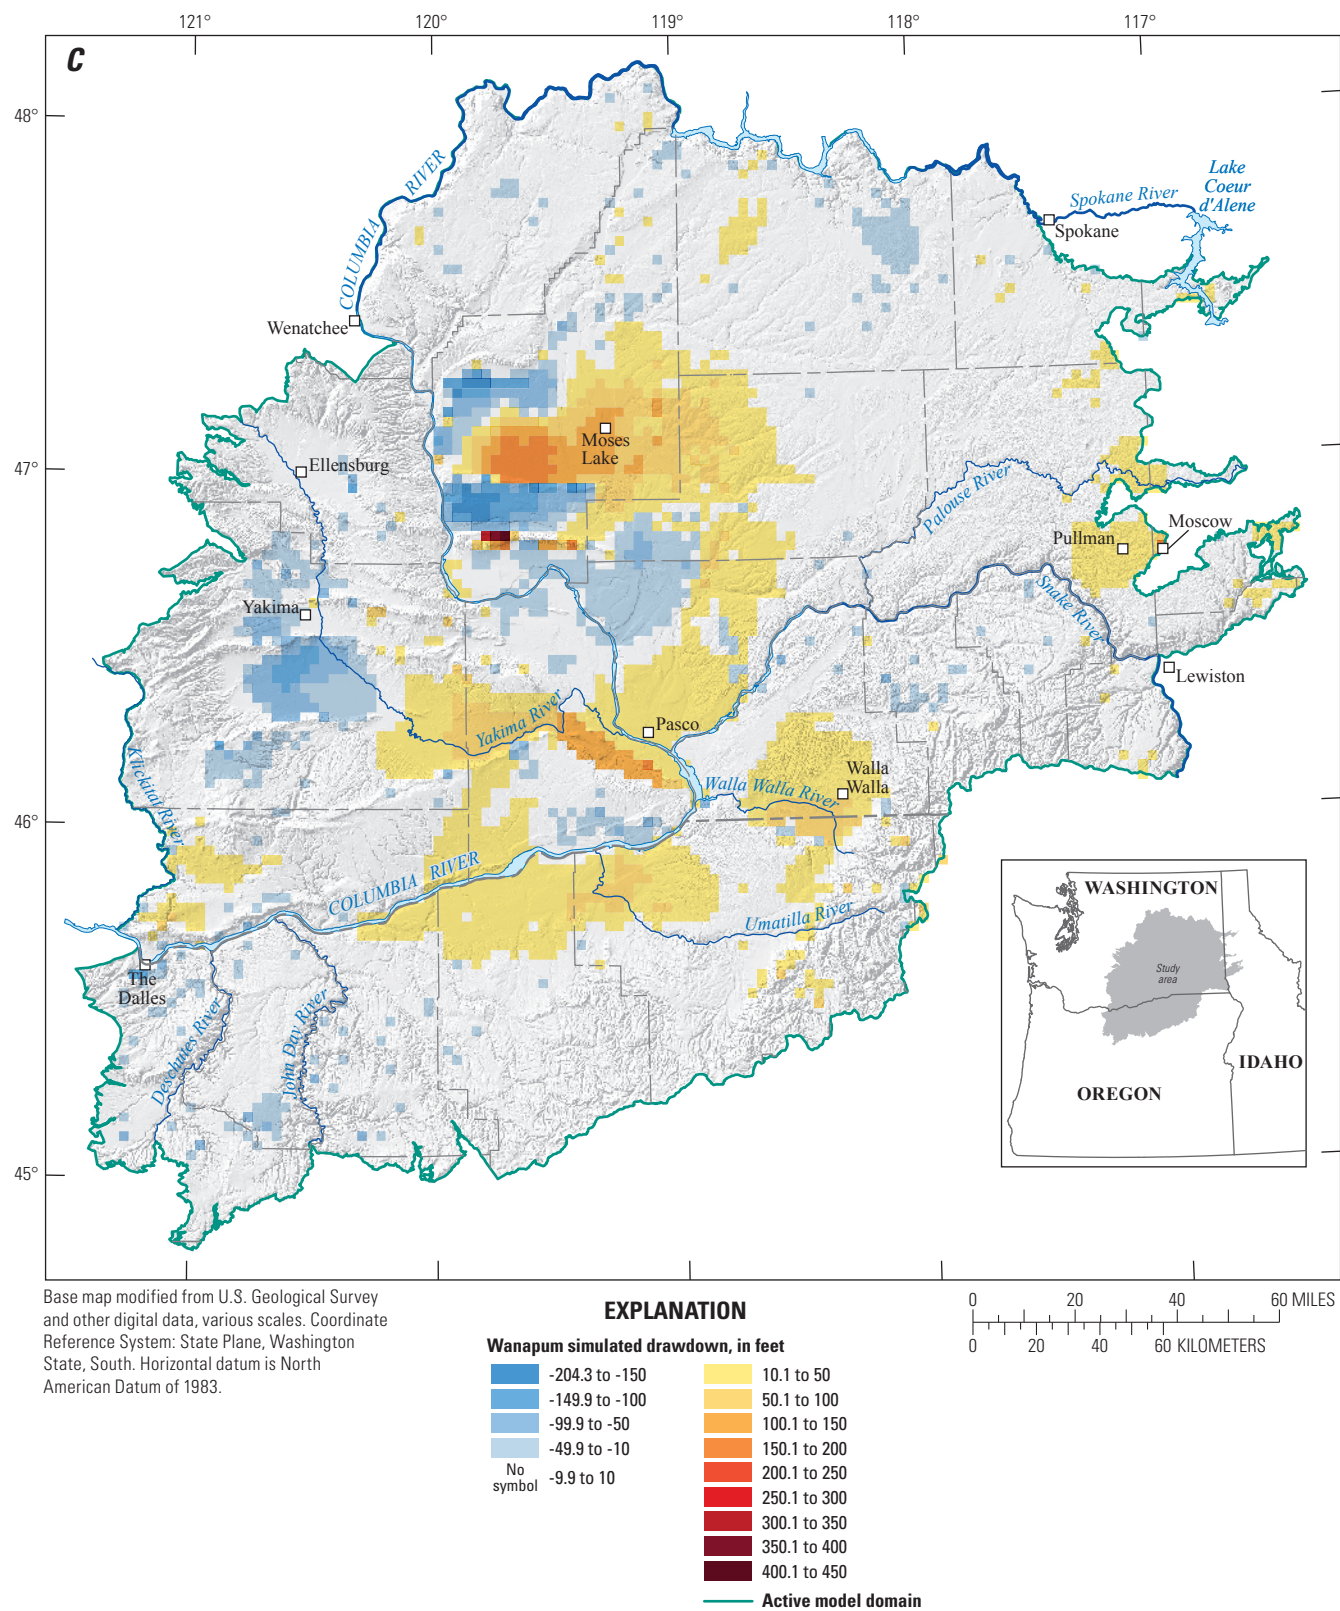 121°
120°
119°
118°
117°
C
48°
47°
46°
45°
COLUMBIA RIVER
Lake
Coeur
d'Alene
Spokane River
Spokane
Wenatchee
Moses
Lake
Ellensburg
Palouse River
Pullman
Moscow
Yakima
Snake River
Lewiston
Yakima River
Pasco
Klickitat River
Walla Walla River
Walla
Walla
COLUMBIA RIVER
Umatilla River
The
Dalles
Deschutes River
John Day River
WASHINGTON
Study
area
IDAHO
OREGON
Base map modified from U.S. Geological Survey
and other digital data, various scales. Coordinate
Reference System: State Plane, Washington
State, South. Horizontal datum is North
American Datum of 1983.
EXPLANATION
Wanapum simulated drawdown, in feet
-204.3 to -150
-149.9 to -100
-99.9 to -50
-49.9 to -10
No
symbol
-9.9 to 10
10.1 to 50
50.1 to 100
100.1 to 150
150.1 to 200
200.1 to 250
250.1 to 300
300.1 to 350
350.1 to 400
400.1 to 450
Active model domain
0 20 40 60 MILES
0 20 40 60 KILOMETERS